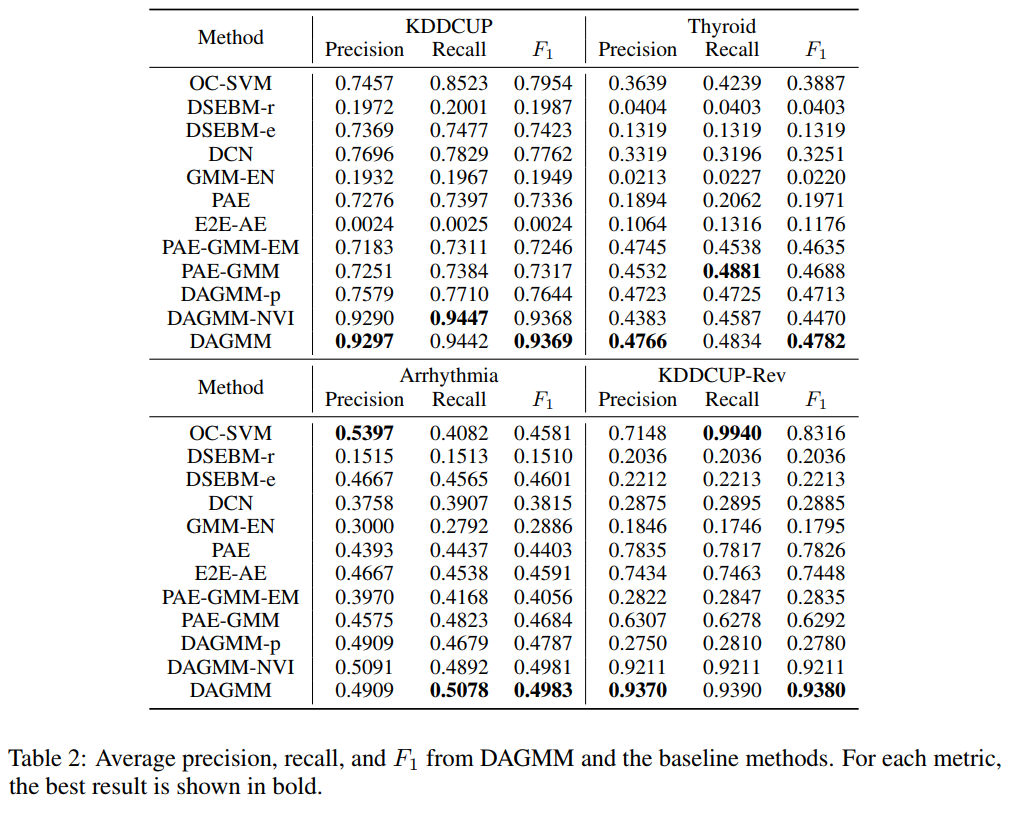 Method KDDCUP Thyroid
Precision Recall F1 Precision Recall F1
OC-SVM 0.7457 0.8523 0.7954 0.3639 0.4239 0.3887
DSEBM-r 0.1972 0.2001 0.1987 0.0404 0.0403 0.0403
DSEBM-e 0.7369 0.7477 0.7423 0.1319 0.1319 0.1319
DCN 0.7696 0.7829 0.7762 0.3319 0.3196 0.3251
GMM-EN 0.1932 0.1967 0.1949 0.0213 0.0227 0.0220
PAE 0.7276 0.7397 0.7336 0.1894 0.2062 0.1971
E2E-AE 0.0024 0.0025 0.0024 0.1064 0.1316 0.1176
PAE-GMM-EM 0.7183 0.7311 0.7246 0.4745 0.4538 0.4635
PAE-GMM 0.7251 0.7384 0.7317 0.4532 0.4881 0.4688
DAGMM-p 0.7579 0.7710 0.7644 0.4723 0.4725 0.4713
DAGMM-NVI 0.9290 0.9447 0.9368 0.4383 0.4587 0.4470
DAGMM 0.9297 0.9442 0.9369 0.4766 0.4834 0.4782
Method Arrhythmia KDDCUP-Rev
Precision Recall F1 Precision Recall F1
OC-SVM 0.5397 0.4082 0.4581 0.7148 0.9940 0.8316
DSEBM-r 0.1515 0.1513 0.1510 0.2036 0.2036 0.2036
DSEBM-e 0.4667 0.4565 0.4601 0.2212 0.2213 0.2213
DCN 0.3758 0.3907 0.3815 0.2875 0.2895 0.2885
GMM-EN 0.3000 0.2792 0.2886 0.1846 0.1746 0.1795
PAE 0.4393 0.4437 0.4403 0.7835 0.7817 0.7826
E2E-AE 0.4667 0.4538 0.4591 0.7434 0.7463 0.7448
PAE-GMM-EM 0.3970 0.4168 0.4056 0.2822 0.2847 0.2835
PAE-GMM 0.4575 0.4823 0.4684 0.6307 0.6278 0.6292
DAGMM-p 0.4909 0.4679 0.4787 0.2750 0.2810 0.2780
DAGMM-NVI 0.5091 0.4892 0.4981 0.9211 0.9211 0.9211
DAGMM 0.4909 0.5078 0.4983 0.9370 0.9390 0.9380
Table 2: Average precision, recall, and F1 from DAGMM and the baseline methods. For each metric,
the best result is shown in bold.